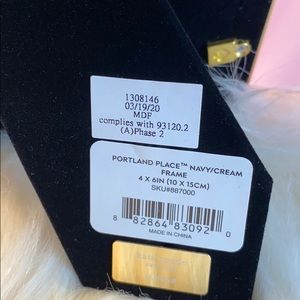 1308146
03/19/20
MDF
complies with 93120.2
(A)Phase 2
PORTLAND PLACE™ NAVY/CREAM
FRAME
4 X 6IN (10 X 15CM)
SKU#887000
8 82864 83092 0
MADE IN CHINA